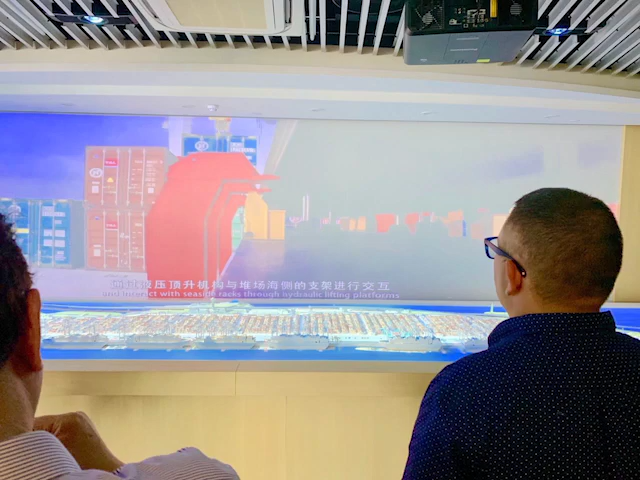 液压顶升机构与堆场海侧的支架进行交互
and interact with seaside racks through hydraulic lifting platforms